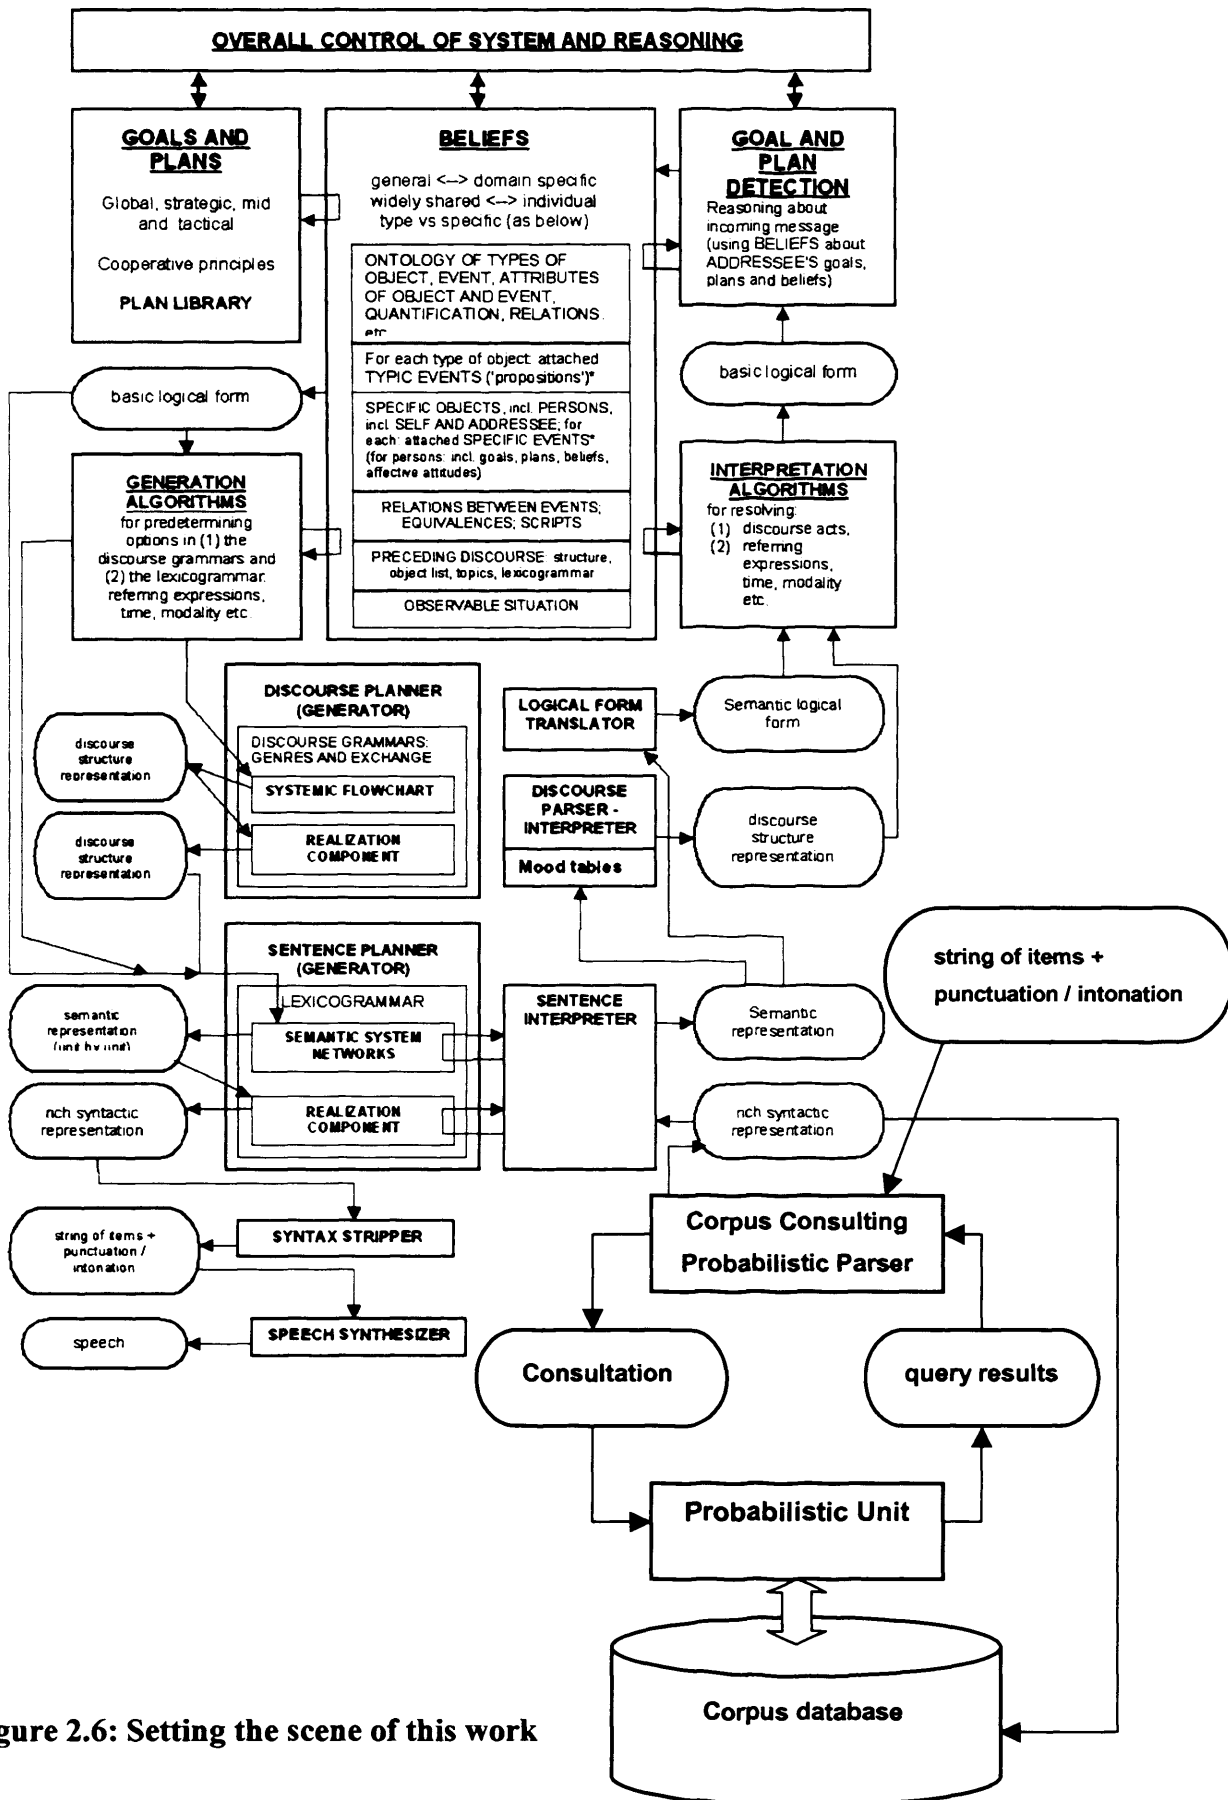 OVERALL CONTROL OF SYSTEM AND REASONING
GOALS AND
PLANS
Global, strategic, mid
and tactical
Cooperative principles
PLAN LIBRARY
BELIEFS
general <--> domain specific
widely shared <--> individual
type vs specific (as below)
ONTOLOGY OF TYPES OF
OBJECT, EVENT, ATTRIBUTES
OF OBJECT AND EVENT,
QUANTIFICATION, RELATIONS
etc
For each type of object: attached
TYPIC EVENTS ('propositions')*
SPECIFIC OBJECTS, incl. PERSONS,
incl. SELF AND ADDRESSEE; for
each: attached SPECIFIC EVENTS*
(for persons: incl. goals, plans, beliefs,
affective attitudes)
RELATIONS BETWEEN EVENTS;
EQUIVALENCES; SCRIPTS
PRECEDING DISCOURSE: structure,
object list, topics, lexicogrammar
OBSERVABLE SITUATION
GOAL AND
PLAN
DETECTION
Reasoning about
incoming message
(using BELIEFS about
ADDRESSEE'S goals,
plans and beliefs)
basic logical form
basic logical form
GENERATION
ALGORITHMS
for predetermining
options in (1) the
discourse grammars and
(2) the lexicogrammar:
referring expressions,
time, modality etc.
INTERPRETATION
ALGORITHMS
for resolving:
(1) discourse acts,
(2) referring
expressions,
time, modality
etc.
DISCOURSE PLANNER
(GENERATOR)
DISCOURSE GRAMMARS:
GENRES AND EXCHANGE
SYSTEMIC FLOWCHART
REALIZATION
COMPONENT
discourse
structure
representation
discourse
structure
representation
LOGICAL FORM
TRANSLATOR
Semantic logical
form
DISCOURSE
PARSER -
INTERPRETER
Mood tables
discourse
structure
representation
SENTENCE PLANNER
(GENERATOR)
LEXICOGRAMMAR
SEMANTIC SYSTEM
NETWORKS
REALIZATION
COMPONENT
semantic
representation
(unit by unit)
rich syntactic
representation
SENTENCE
INTERPRETER
Semantic
representation
rich syntactic
representation
string of items +
punctuation / intonation
SYNTAX STRIPPER
string of items +
punctuation /
intonation
SPEECH SYNTHESIZER
speech
Corpus Consulting
Probabilistic Parser
Consultation
query results
Probabilistic Unit
Corpus database
gure 2.6: Setting the scene of this work